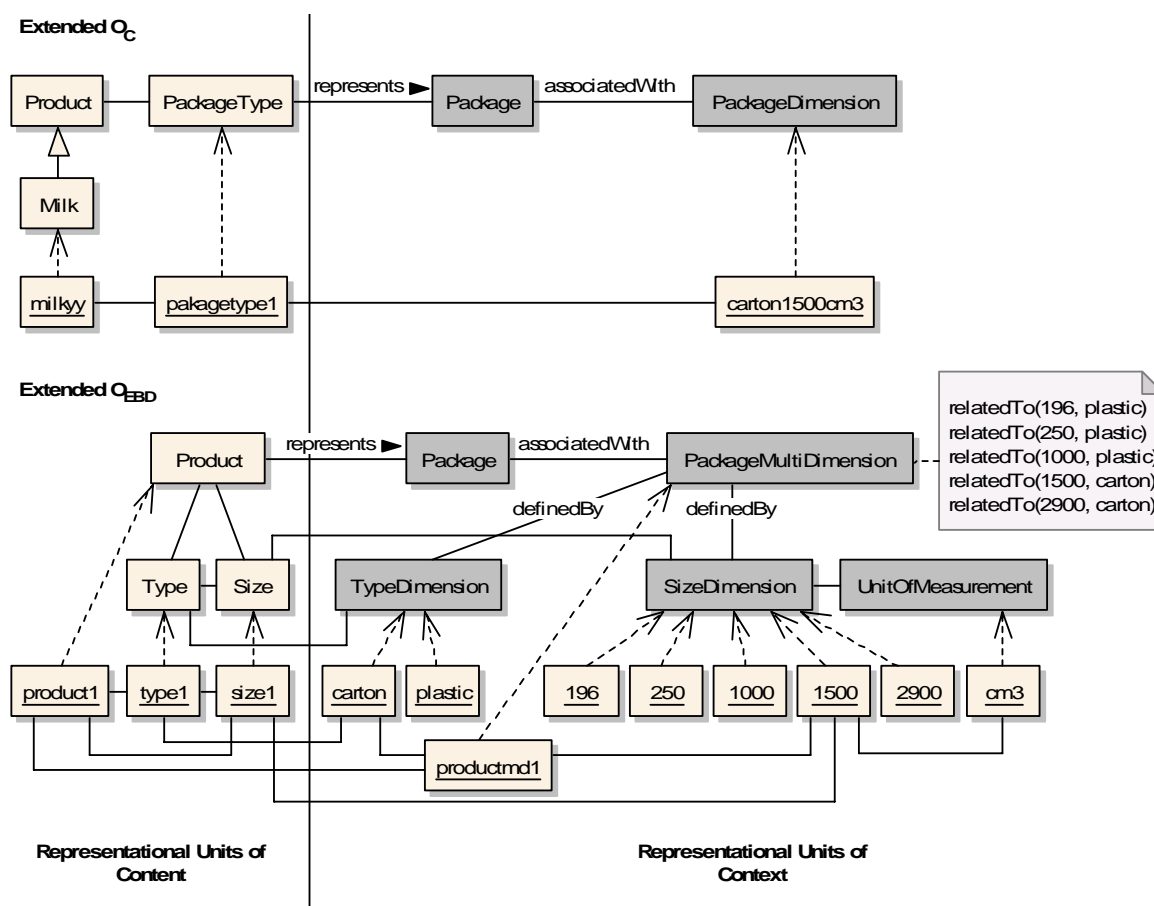 Extended OC
represents
associatedWith
Product
PackageType
Package
PackageDimension
Milk
milkyy
pakagetype1
carton1500cm3
Extended OEBD
relatedTo(196, plastic)
relatedTo(250, plastic)
relatedTo(1000, plastic)
relatedTo(1500, carton)
relatedTo(2900, carton)
represents
associatedWith
Product
Package
PackageMultiDimension
definedBy
definedBy
Type
Size
TypeDimension
SizeDimension
UnitOfMeasurement
product1
type1
size1
carton
plastic
196
250
1000
1500
2900
cm3
productmd1
Representational Units of
Content
Representational Units of
Context